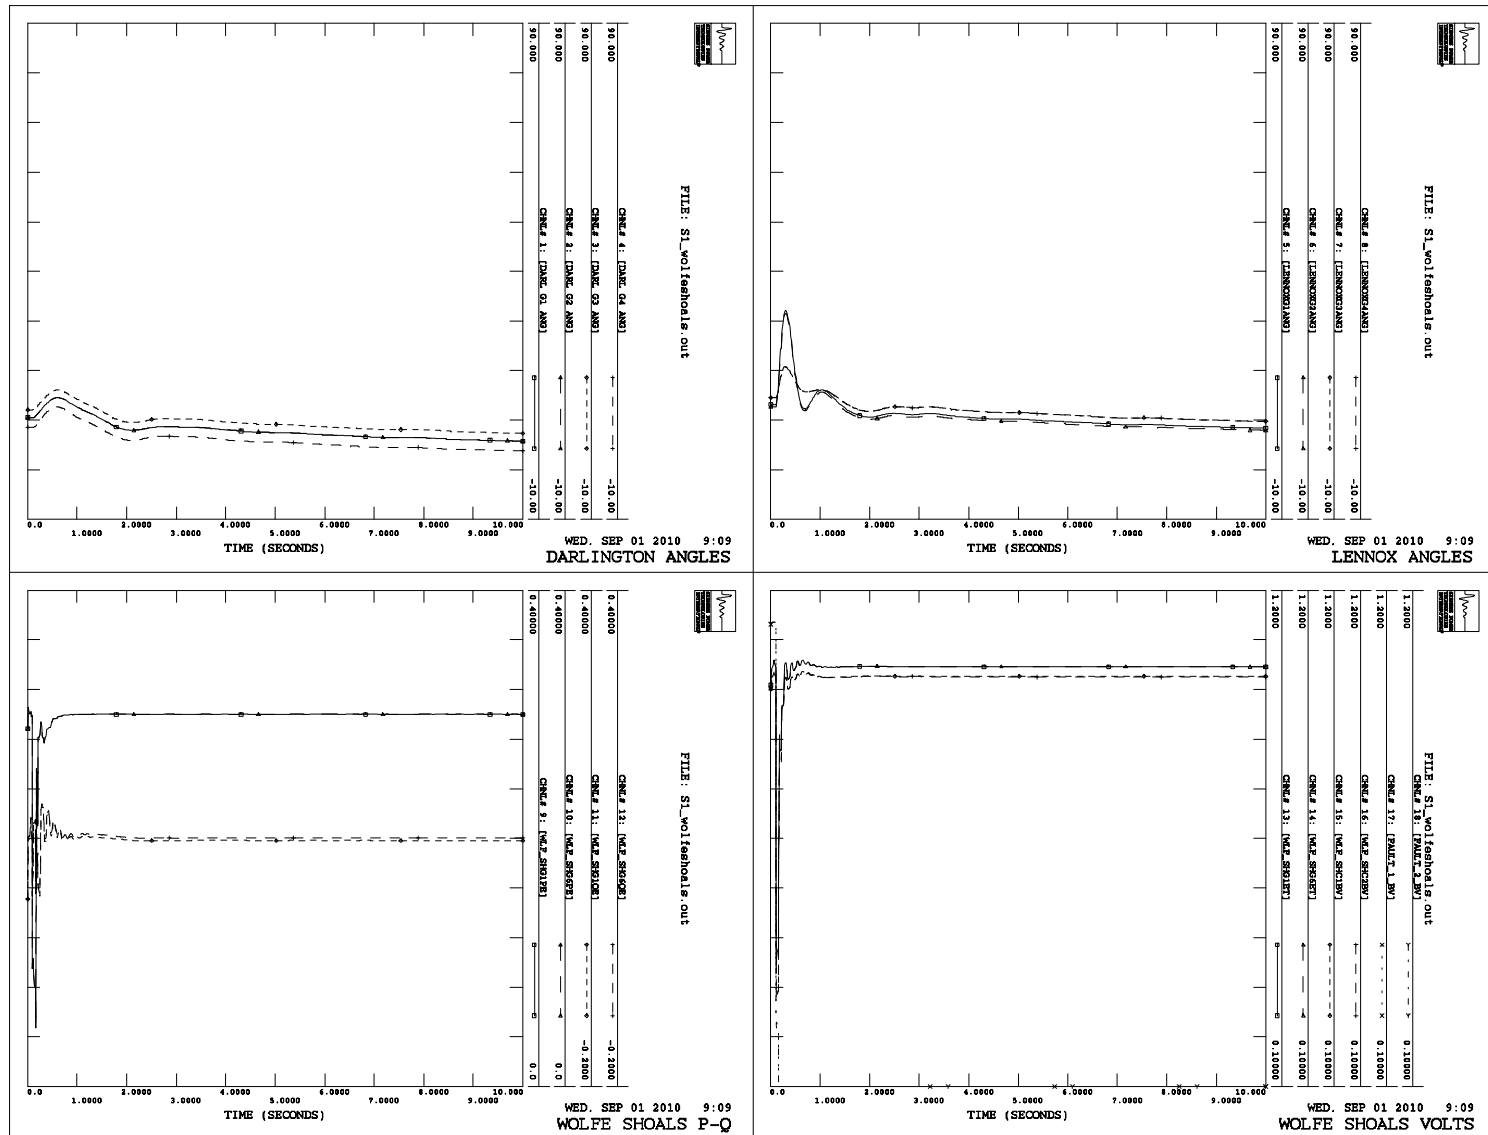 90.000
90.000
90.000
90.000
FILE: S1_wolfeshoals.out
CHNL# 4: [DARL G4 ANG]
CHNL# 3: [DARL G3 ANG]
CHNL# 2: [DARL G2 ANG]
CHNL# 1: [DARL G1 ANG]
-10.00
-10.00
-10.00
-10.00
0.0
1.0000
2.0000
3.0000
4.0000
5.0000
6.0000
7.0000
8.0000
9.0000
10.000
TIME (SECONDS)
WED, SEP 01 2010 9:09
DARLINGTON ANGLES
90.000
90.000
90.000
90.000
FILE: S1_wolfeshoals.out
CHNL# 8: [LENNOXG4ANG]
CHNL# 7: [LENNOXG3ANG]
CHNL# 6: [LENNOXG2ANG]
CHNL# 5: [LENNOXG1ANG]
-10.00
-10.00
-10.00
-10.00
0.0
1.0000
2.0000
3.0000
4.0000
5.0000
6.0000
7.0000
8.0000
9.0000
10.000
TIME (SECONDS)
WED, SEP 01 2010 9:09
LENNOX ANGLES
0.40000
0.40000
0.40000
0.40000
FILE: S1_wolfeshoals.out
CHNL# 12: [WLF_SHG6QE]
CHNL# 11: [WLF_SHG1QE]
CHNL# 10: [WLF_SHG6PE]
CHNL# 9: [WLF_SHG1PE]
-0.2000
-0.2000
0.0
0.0
0.0
1.0000
2.0000
3.0000
4.0000
5.0000
6.0000
7.0000
8.0000
9.0000
10.000
TIME (SECONDS)
WED, SEP 01 2010 9:09
WOLFE SHOALS P-Q
1.2000
1.2000
1.2000
1.2000
1.2000
1.2000
FILE: S1_wolfeshoals.out
CHNL# 18: [FAULT_2_BV]
CHNL# 17: [FAULT_1_BV]
CHNL# 16: [WLF_SHC2BV]
CHNL# 15: [WLF_SHC1BV]
CHNL# 14: [WLF_SHG6ET]
CHNL# 13: [WLF_SHG1ET]
0.10000
0.10000
0.10000
0.10000
0.10000
0.10000
0.0
1.0000
2.0000
3.0000
4.0000
5.0000
6.0000
7.0000
8.0000
9.0000
10.000
TIME (SECONDS)
WED, SEP 01 2010 9:09
WOLFE SHOALS VOLTS